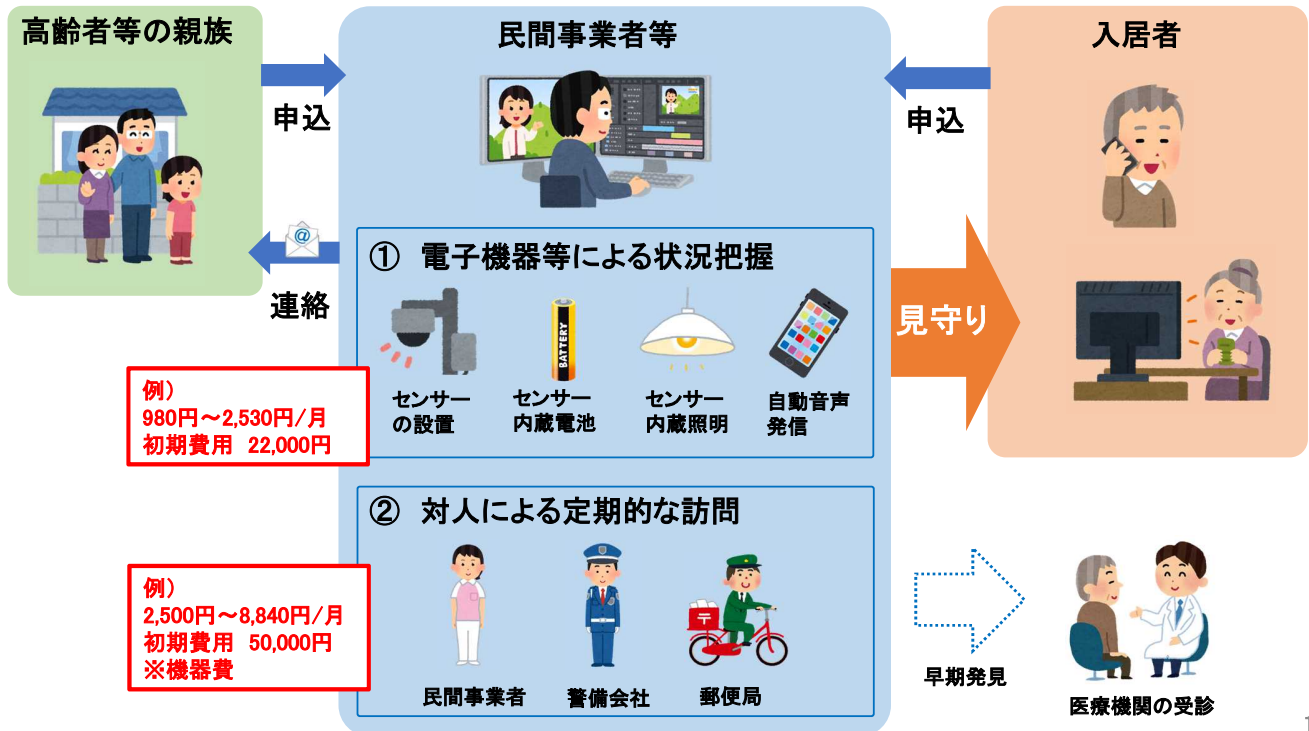 高齢者等の親族
民間事業者等
入居者
申込
申込
@
連絡
① 電子機器等による状況把握
BATTERY
センサー
の設置
センサー
内蔵電池
センサー
内蔵照明
自動音声
発信
見守り
例）
980円～2,530円/月
初期費用 22,000円
② 対人による定期的な訪問
〒
民間事業者
警備会社
郵便局
例）
2,500円～8,840円/月
初期費用 50,000円
※機器費
早期発見
医療機関の受診
1